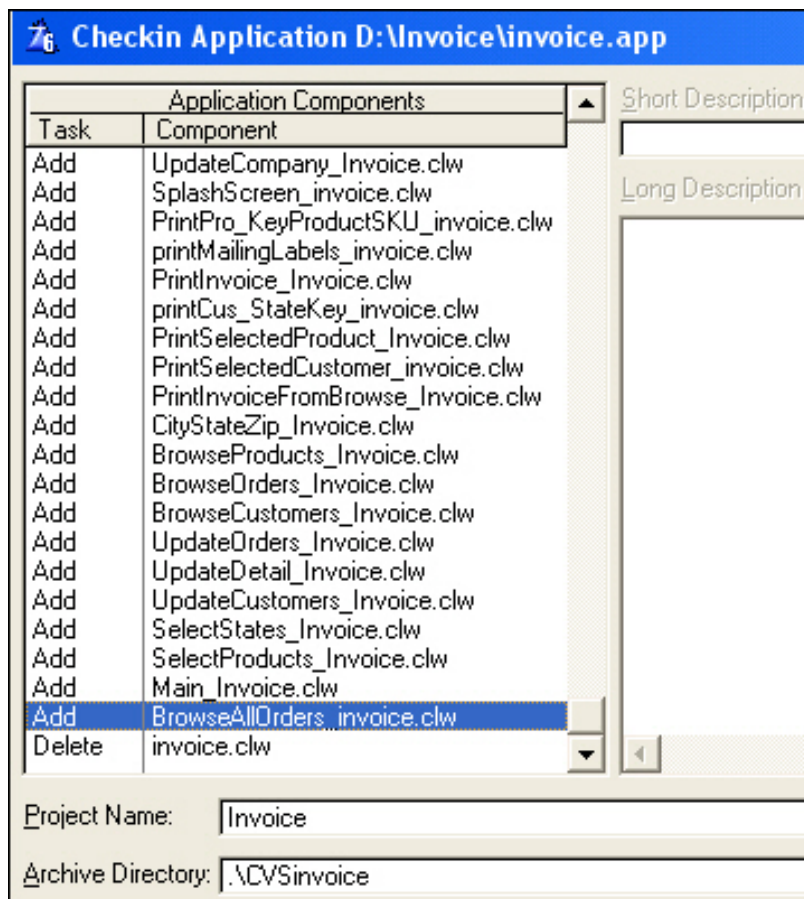 Checkin Application D:\Invoice\invoice.app
Application Components
Task Component
Add UpdateCompany_Invoice.clw
Add SplashScreen_invoice.clw
Add PrintPro_KeyProductSKU_invoice.clw
Add printMailingLabels_invoice.clw
Add PrintInvoice_Invoice.clw
Add printCus_StateKey_invoice.clw
Add PrintSelectedProduct_Invoice.clw
Add PrintSelectedCustomer_invoice.clw
Add PrintInvoiceFromBrowse_Invoice.clw
Add CityStateZip_Invoice.clw
Add BrowseProducts_Invoice.clw
Add BrowseOrders_Invoice.clw
Add BrowseCustomers_Invoice.clw
Add UpdateOrders_Invoice.clw
Add UpdateDetail_Invoice.clw
Add UpdateCustomers_Invoice.clw
Add SelectStates_Invoice.clw
Add SelectProducts_Invoice.clw
Add Main_Invoice.clw
Add BrowseAllOrders_invoice.clw
Delete invoice.clw
Short Description
Long Description
Project Name: Invoice
Archive Directory: .\CVSinvoice